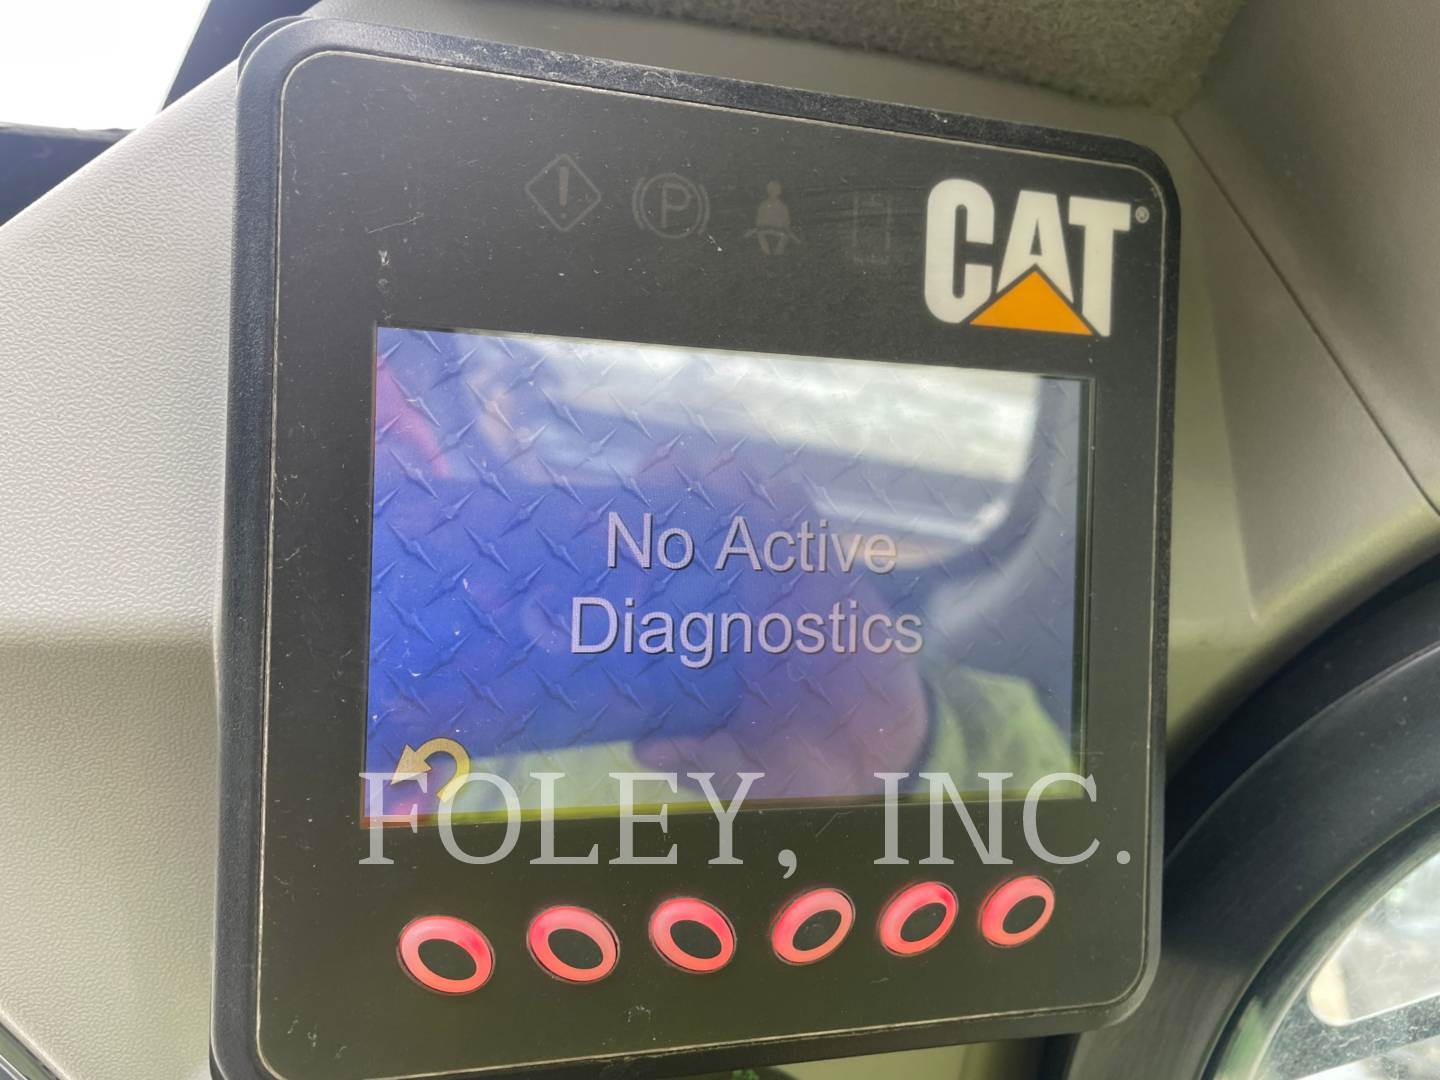 P
CAT®
No Active
Diagnostics
FOLEY, INC.